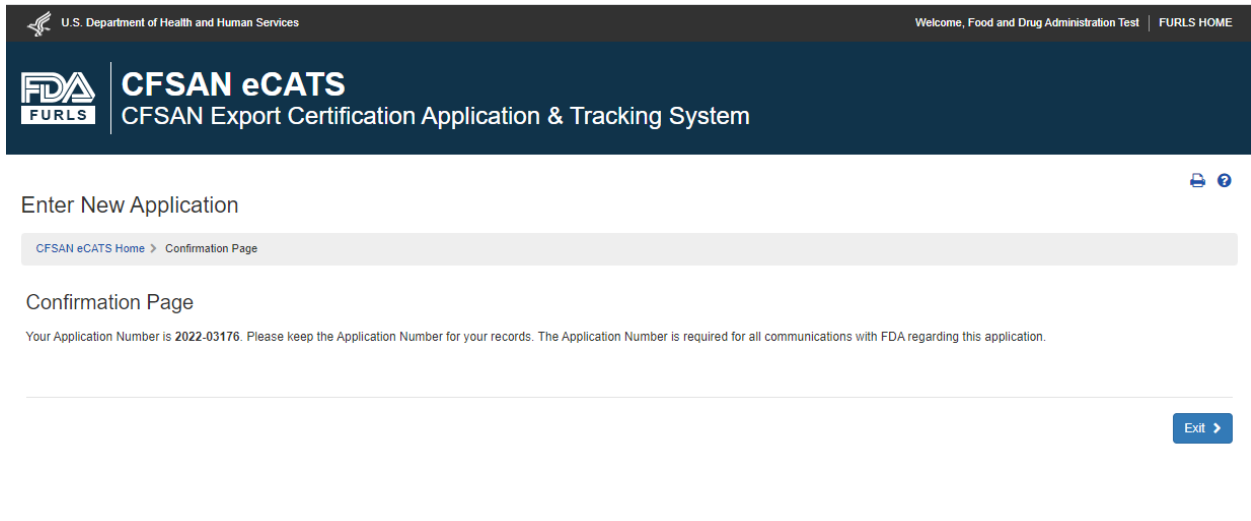 U.S. Department of Health and Human Services
Welcome, Food and Drug Administration Test | FURLS HOME
FDA
FURLS
CFSAN eCATS
CFSAN Export Certification Application & Tracking System
Enter New Application
CFSAN eCATS Home > Confirmation Page
Confirmation Page
Your Application Number is 2022-03176. Please keep the Application Number for your records. The Application Number is required for all communications with FDA regarding this application.
Exit >